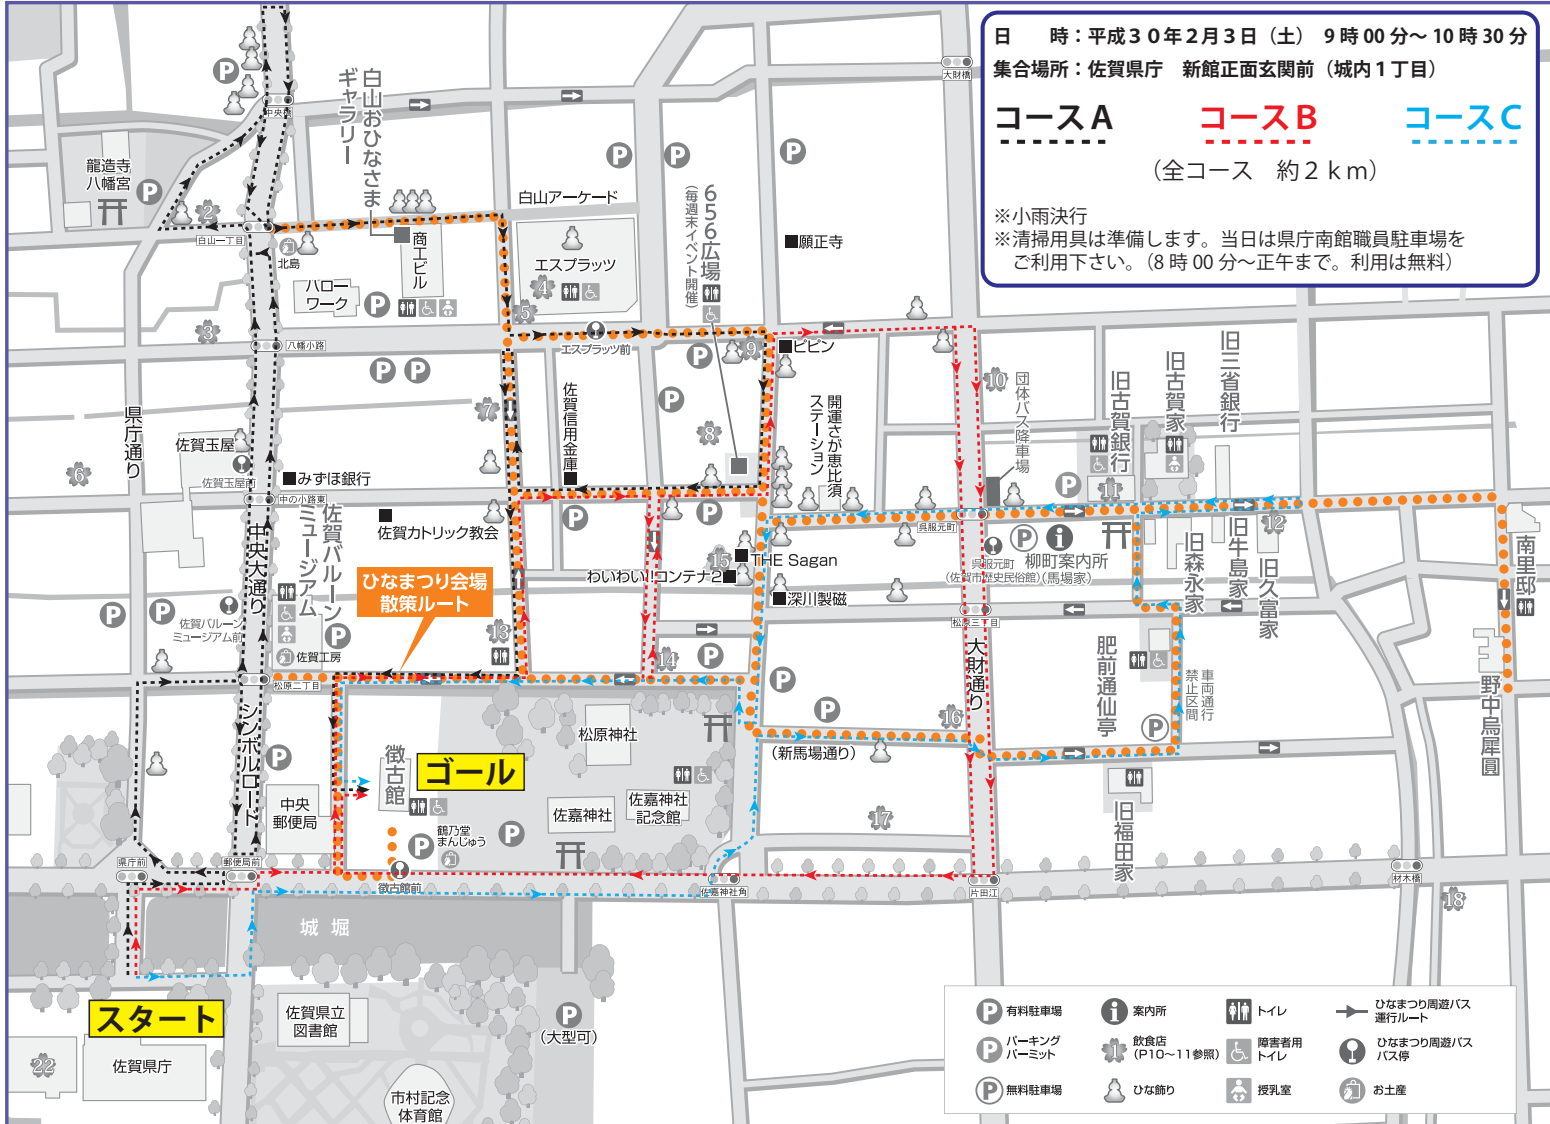 日　　時：平成３０年２月３日（土）　９時00分～10時30分
集合場所：佐賀県庁　新館正面玄関前（城内１丁目）
コースA
コースB
コースC
（全コース　約２ｋｍ）
※小雨決行
※清掃用具は準備します。当日は県庁南館職員駐車場を
ご利用下さい。（8時00分～正午まで。利用は無料）
大財橋
中央橋
白山おひなさま
ギャラリー
龍造寺
八幡宮
2
白山一丁目
北島
ハロー
ワーク
商工ビル
白山アーケード
エスプラッツ
4
5
656広場
（毎週末イベント開催）
願正寺
3
八幡小路
エスプラッツ前
9
ピピン
県庁通り
佐賀玉屋
佐賀玉屋前
6
みずほ銀行
中の小路東
7
佐賀信用金庫
8
開運さが恵比須
ステーション
10
団体バス降車場
旧古賀銀行
11
旧古賀家
旧三省銀行
佐賀カトリック教会
佐賀バルーン
ミュージアム
中央大通り
ひなまつり会場
散策ルート
15
THE Sagan
わいわい!!コンテナ2
深川製磁
呉服元町
呉服元町
（佐賀市歴史民俗館）
柳町案内所
（馬場家）
旧森永家
旧牛島家
12
旧久富家
南里邸
佐賀バルーン
ミュージアム前
佐賀工房
13
14
松原三丁目
大財通り
肥前通仙亭
車両通行
禁止区間
野中烏犀圓
松原二丁目
シンボルロード
徴古館
ゴール
松原神社
16
（新馬場通り）
中央
郵便局
鶴乃堂
まんじゅう
佐嘉神社
佐嘉神社
記念館
17
旧福田家
県庁前
郵便局前
徴古館前
佐嘉神社角
片田江
材木橋
18
城堀
スタート
佐賀県立
図書館
（大型可）
22
佐賀県庁
市村記念
体育館
P 有料駐車場
案内所
トイレ
ひなまつり周遊バス
運行ルート
P パーキング
パーミット
1 飲食店
（P10～11参照）
障害者用
トイレ
ひなまつり周遊バス
バス停
P 無料駐車場
ひな飾り
授乳室
お土産